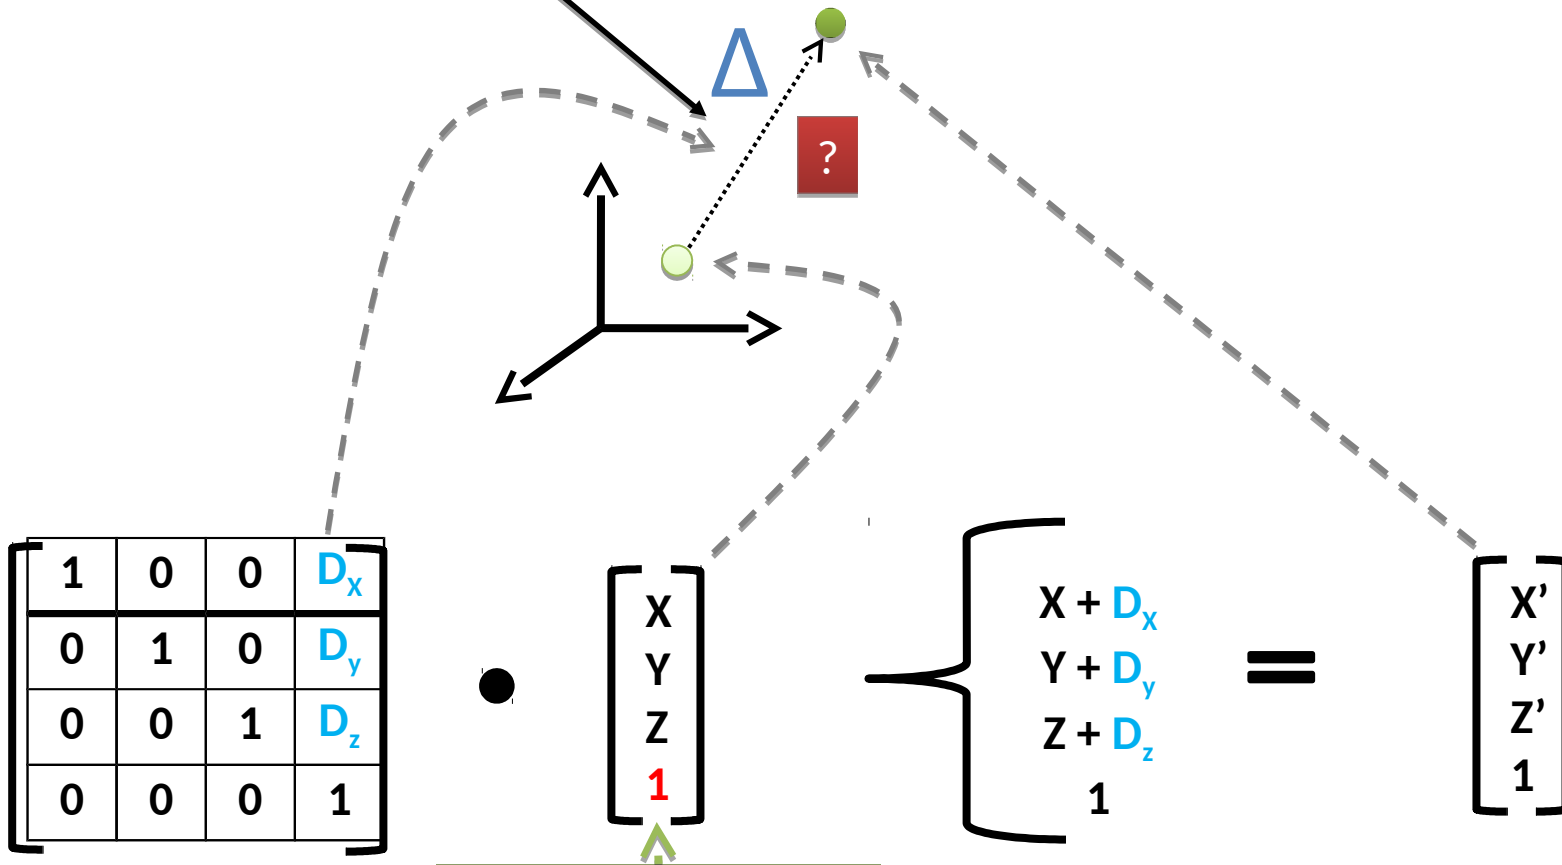 Δ
?
1 0 0 Dx
0 1 0 Dy
0 0 1 Dz
0 0 0 1
X
Y
Z
1
X + Dx
Y + Dy
Z + Dz
1
=
X’
Y’
Z’
1